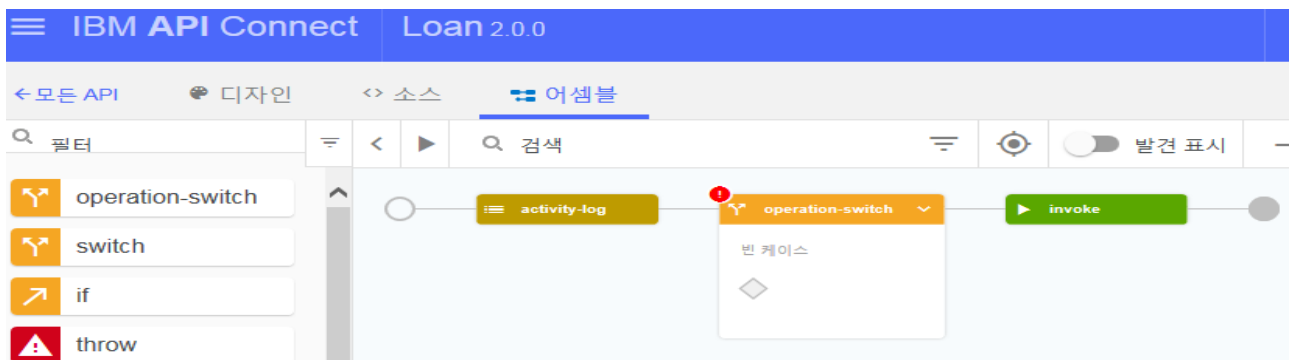 IBM API Connect Loan 2.0.0
←모든 API 디자인 <> 소스 어셈블
필터 검색 발견 표시
operation-switch
activity-log operation-switch invoke
switch
빈 케이스
if
throw